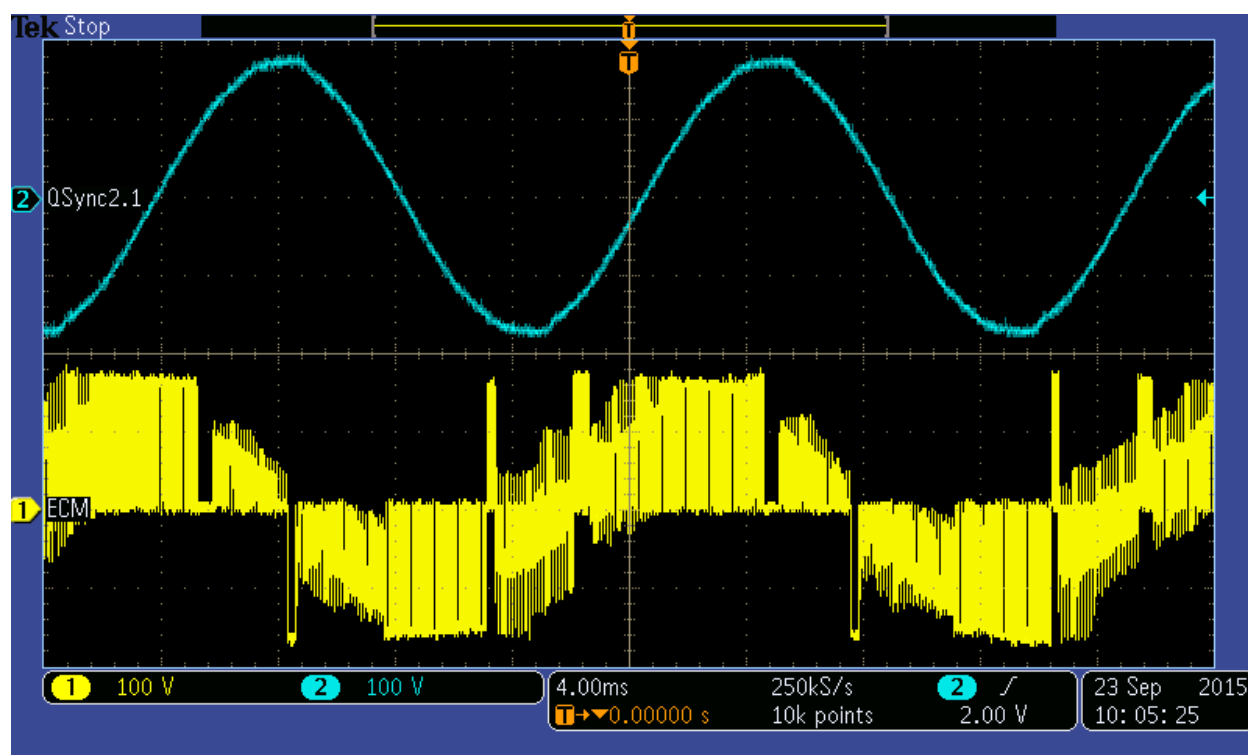 Tek Stop
T
T
2 QSync2.1
1 ECM
1 100 V 2 100 V 4.00ms 250kS/s 2 23 Sep 2015
T→▼0.00000 s 10k points 2.00 V 10:05:25